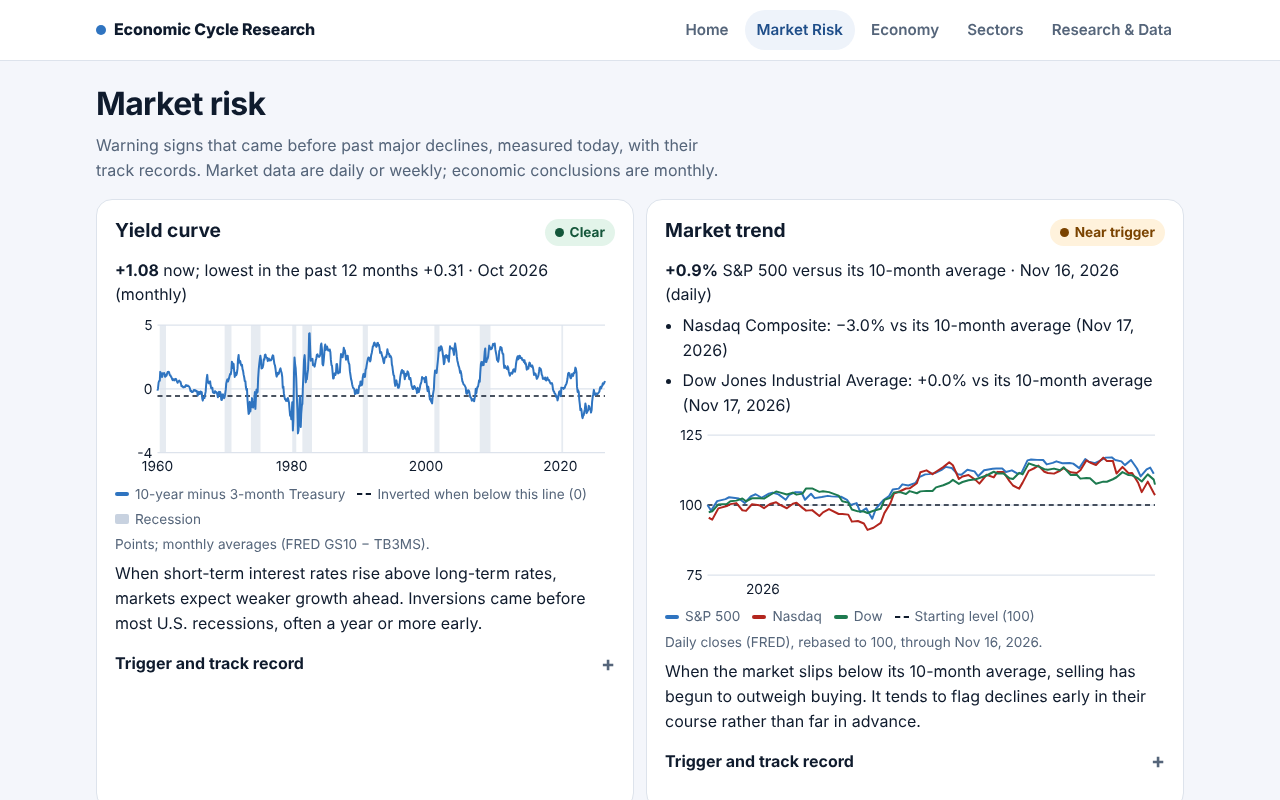 Economic Cycle Research
Home
Market Risk
Economy
Sectors
Research & Data
Market risk
Warning signs that came before past major declines, measured today, with their
track records. Market data are daily or weekly; economic conclusions are monthly.
Yield curve
Clear
+1.08 now; lowest in the past 12 months +0.31 · Oct 2026
(monthly)
5
0
−4
1960
1980
2000
2020
10-year minus 3-month Treasury
Inverted when below this line (0)
Recession
Points; monthly averages (FRED GS10 − TB3MS).
When short-term interest rates rise above long-term rates,
markets expect weaker growth ahead. Inversions came before
most U.S. recessions, often a year or more early.
Trigger and track record
+
Market trend
Near trigger
+0.9% S&P 500 versus its 10-month average · Nov 16, 2026
(daily)
• Nasdaq Composite: −3.0% vs its 10-month average (Nov 17,
2026)
• Dow Jones Industrial Average: +0.0% vs its 10-month average
(Nov 17, 2026)
125
100
75
2026
S&P 500
Nasdaq
Dow
Starting level (100)
Daily closes (FRED), rebased to 100, through Nov 16, 2026.
When the market slips below its 10-month average, selling has
begun to outweigh buying. It tends to flag declines early in their
course rather than far in advance.
Trigger and track record
+